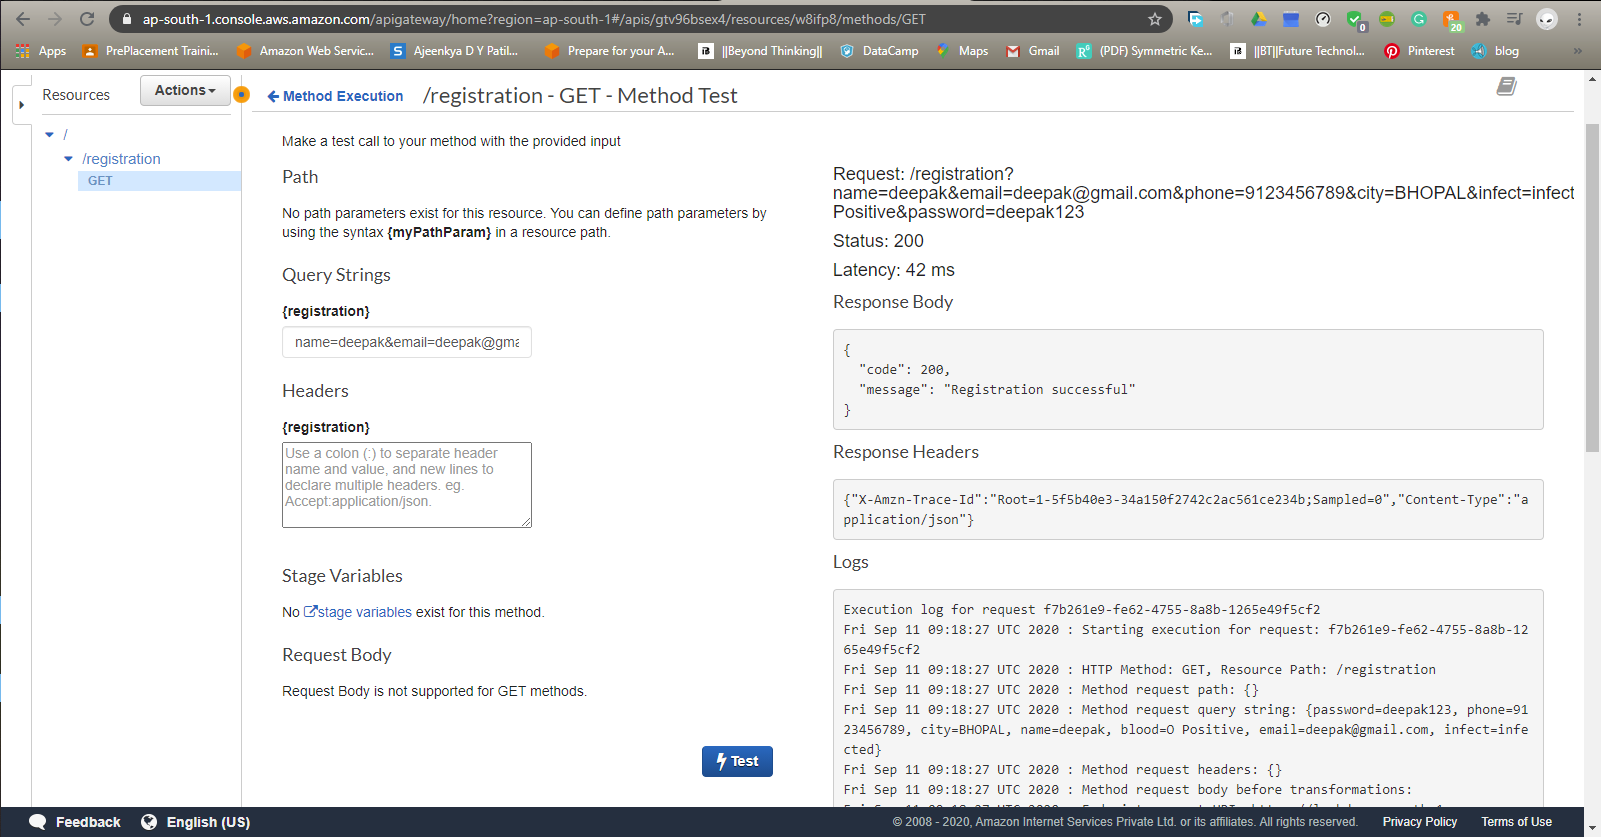 ap-south-1.console.aws.amazon.com/apigateway/home?region=ap-south-1#/apis/gtv96bsex4/resources/w8ifp8/methods/GET
0
20
Apps
PrePlacement Traini...
Amazon Web Servic...
S
Ajeenkya D Y Patil...
Prepare for your A...
||Beyond Thinking||
DataCamp
Maps
Gmail
(PDF) Symmetric Ke...
||BT||Future Technol...
Pinterest
blog
»
Resources
Actions
Method Execution
/registration - GET - Method Test
/
/registration
GET
Make a test call to your method with the provided input
Path
No path parameters exist for this resource. You can define path parameters by
using the syntax {myPathParam} in a resource path.
Query Strings
{registration}
name=deepak&email=deepak@gma
Headers
{registration}
Use a colon (:) to separate header
name and value, and new lines to
declare multiple headers. eg.
Accept:application/json.
Stage Variables
No stage variables exist for this method.
Request Body
Request Body is not supported for GET methods.
Test
Request: /registration?
name=deepak&email=deepak@gmail.com&phone=9123456789&city=BHOPAL&infect=infect
Positive&password=deepak123
Status: 200
Latency: 42 ms
Response Body
{
"code": 200,
"message": "Registration successful"
}
Response Headers
{"X-Amzn-Trace-Id":"Root=1-5f5b40e3-34a150f2742c2ac561ce234b;Sampled=0","Content-Type":"a
pplication/json"}
Logs
Execution log for request f7b261e9-fe62-4755-8a8b-1265e49f5cf2
Fri Sep 11 09:18:27 UTC 2020 : Starting execution for request: f7b261e9-fe62-4755-8a8b-12
65e49f5cf2
Fri Sep 11 09:18:27 UTC 2020 : HTTP Method: GET, Resource Path: /registration
Fri Sep 11 09:18:27 UTC 2020 : Method request path: {}
Fri Sep 11 09:18:27 UTC 2020 : Method request query string: {password=deepak123, phone=91
23456789, city=BHOPAL, name=deepak, blood=O Positive, email=deepak@gmail.com, infect=infe
cted}
Fri Sep 11 09:18:27 UTC 2020 : Method request headers: {}
Fri Sep 11 09:18:27 UTC 2020 : Method request body before transformations:
Feedback
English (US)
© 2008 - 2020, Amazon Internet Services Private Ltd. or its affiliates. All rights reserved.
Privacy Policy
Terms of Use